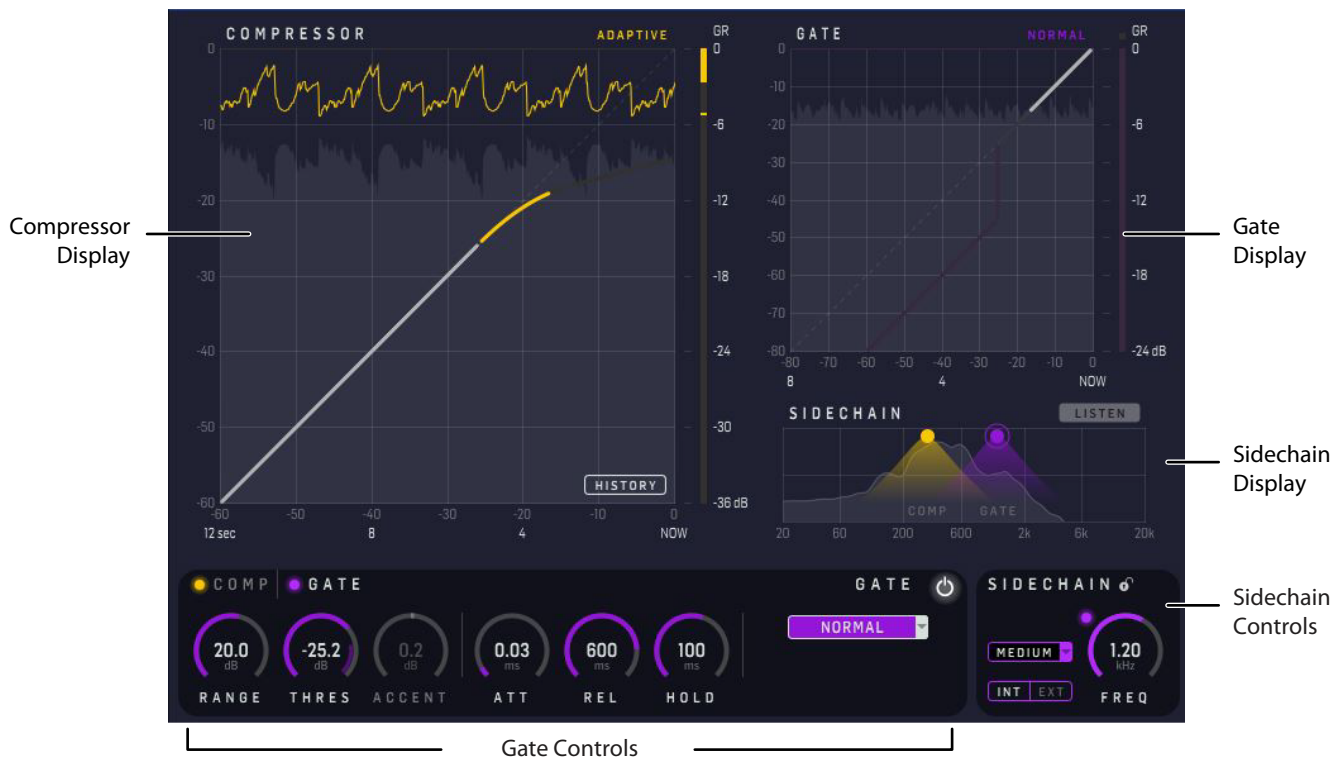 COMPRESSOR
ADAPTIVE
GR
0
0
-10
-6
-20
-12
-30
-18
-40
-24
-50
-30
HISTORY
-60
-36 dB
-60 -50 -40 -30 -20 -10 0
12 sec 8 4 NOW
GATE
NORMAL
GR
0
0
-10
-20
-6
-30
-40
-12
-50
-60
-18
-70
-80
-24 dB
-80 -70 -60 -50 -40 -30 -20 -10 0
8 4 NOW
Compressor
Display
Gate
Display
SIDECHAIN
LISTEN
COMP GATE
20 60 200 600 2k 6k 20k
Sidechain
Display
COMP GATE
GATE
20.0
dB
RANGE
-25.2
dB
THRES
0.2
dB
ACCENT
0.03
ms
ATT
600
ms
REL
100
ms
HOLD
NORMAL
SIDECHAIN
MEDIUM
INT EXT
1.20
kHz
FREQ
Sidechain
Controls
Gate Controls